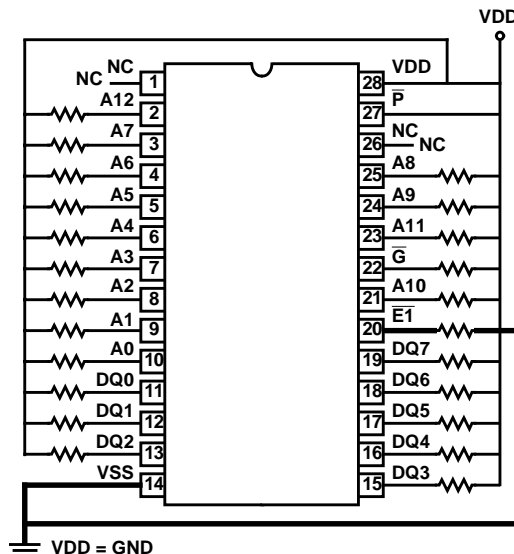 VDD
NC
NC 1
A12 2
A7 3
A6 4
A5 5
A4 6
A3 7
A2 8
A1 9
A0 10
DQ0 11
DQ1 12
DQ2 13
VSS 14
28 VDD
27 P̅
26 NC
NC
25 A8
24 A9
23 A11
22 G̅
21 A10
20 E̅1̅
19 DQ7
18 DQ6
17 DQ5
16 DQ4
15 DQ3
VDD = GND